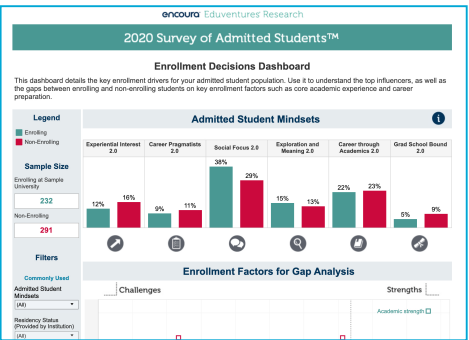 encoura Eduventures Research
2020 Survey of Admitted Students™
Enrollment Decisions Dashboard
This dashboard details the key enrollment drivers for your admitted student population. Use it to understand the top influencers, as well as
the gaps between enrolling and non-enrolling students on key enrollment factors such as core academic experience and career
preparation.
Legend
Enrolling
Non-Enrolling
Sample Size
Enrolling at Sample
University
232
Non-Enrolling
291
Filters
Commonly Used
Admitted Student
Mindsets
(All)
Residency Status
(Provided by Institution)
(All)
Admitted Student Mindsets
i
Experiential Interest
2.0
Career Pragmatists
2.0
Social Focus 2.0
Exploration and
Meaning 2.0
Career through
Academics 2.0
Grad School Bound
2.0
12%
16%
9%
11%
38%
29%
15%
13%
22%
23%
5%
9%
Enrollment Factors for Gap Analysis
Challenges
Strengths
Academic strength